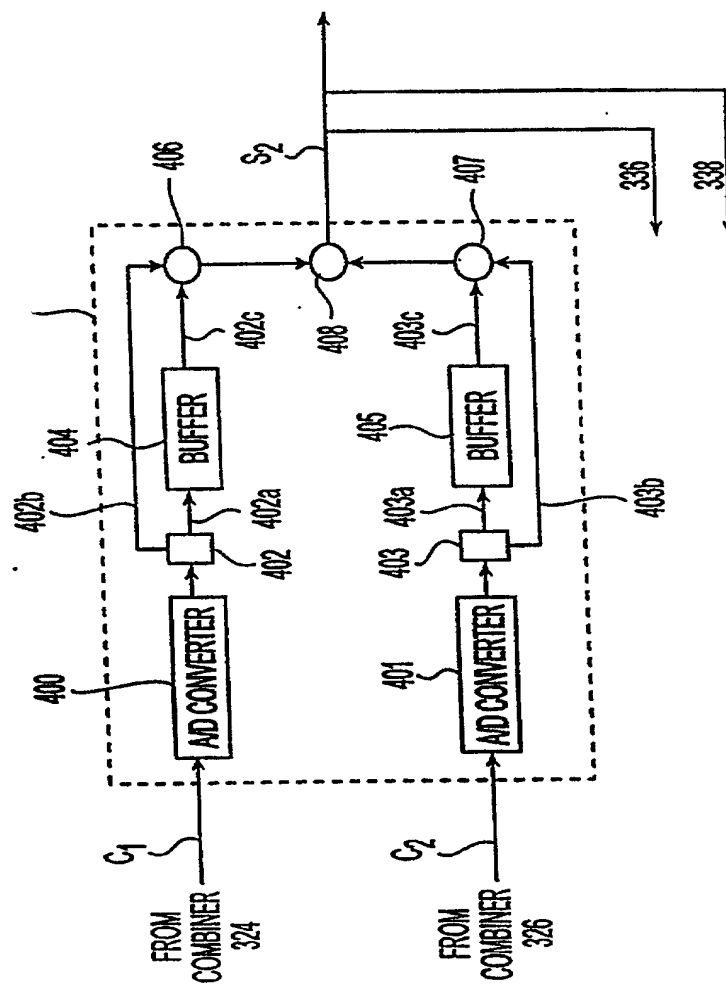 FROM
COMBINER
324
C1
400
A/D CONVERTER
402
402b
402a
404
BUFFER
402c
406
408
S2
FROM
COMBINER
326
C2
401
A/D CONVERTER
403
403a
405
BUFFER
403c
403b
407
336
338